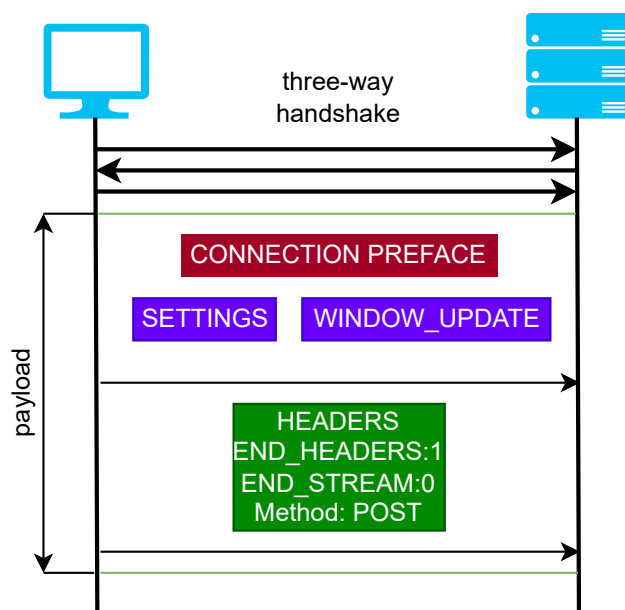 three-way
handshake
CONNECTION PREFACE
SETTINGS
WINDOW_UPDATE
payload
HEADERS
END_HEADERS:1
END_STREAM:0
Method: POST